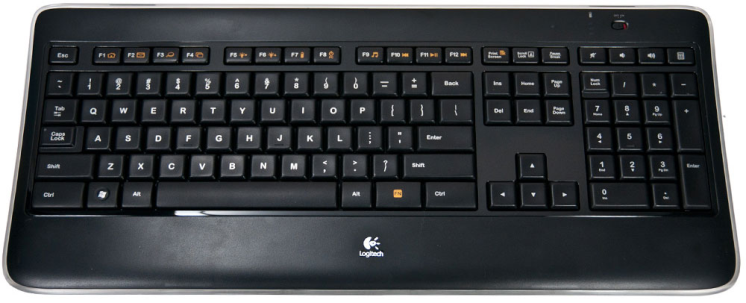 Esc F1 F2 F3 F4 F5 F6 F7 F8 F9 F10 F11 F12 Print Screen Scroll Lock Pause Break
~ ! @ # $ % ^ & * ( ) — + Back Ins Home Page Up Num Lock / * -
` 1 2 3 4 5 6 7 8 9 0 - =
Tab Q W E R T Y U I O P { } | Del End Page Down 7 Home 8 9 Pg Up +
[ ] \
Caps Lock A S D F G H J K L : " Enter 4 5 6
; '
Shift Z X C V B N M < > ? Shift 1 End 2 3 Pg Dn Enter
, . /
Ctrl Alt Alt FN Ctrl 0 Ins . Del
Logitech